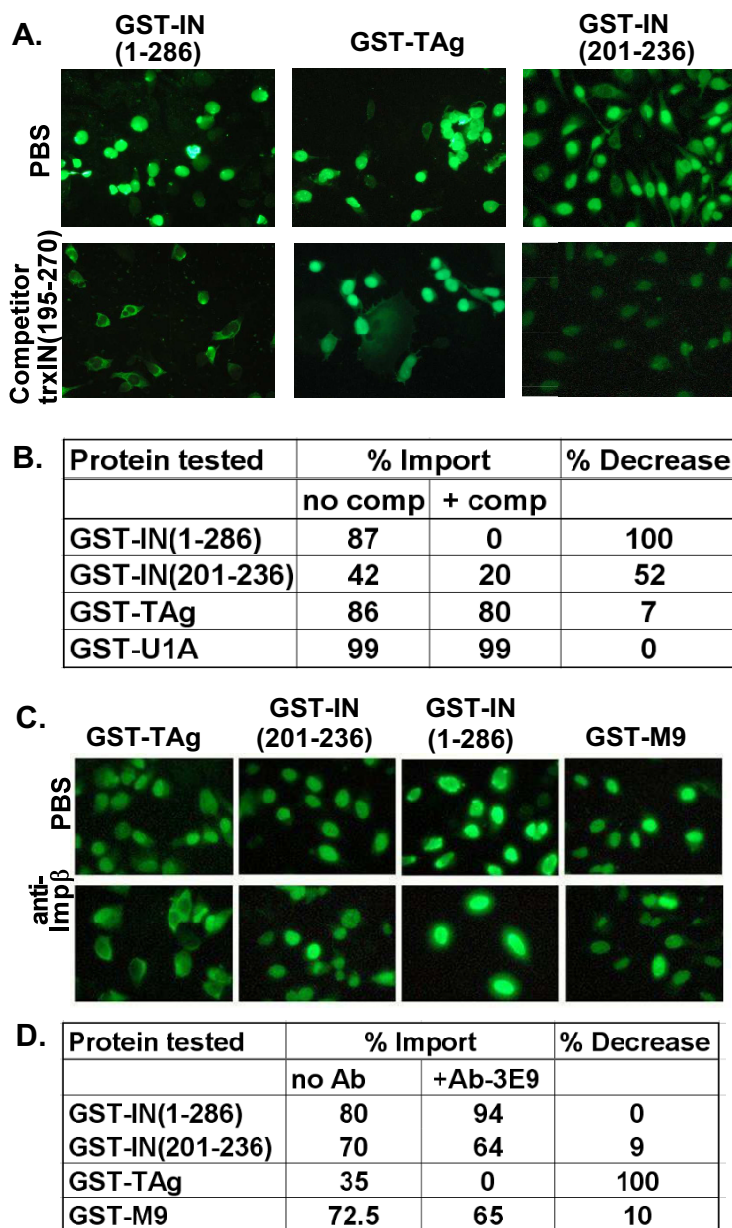 A.
GST-IN
(1-286)
GST-TAg
GST-IN
(201-236)
PBS
Competitor
trxIN(195-270)
B.
Protein tested % Import % Decrease
no comp + comp
GST-IN(1-286) 87 0 100
GST-IN(201-236) 42 20 52
GST-TAg 86 80 7
GST-U1A 99 99 0
C.
GST-TAg
GST-IN
(201-236)
GST-IN
(1-286)
GST-M9
PBS
anti-
Impβ
D.
Protein tested % Import % Decrease
no Ab +Ab-3E9
GST-IN(1-286) 80 94 0
GST-IN(201-236) 70 64 9
GST-TAg 35 0 100
GST-M9 72.5 65 10